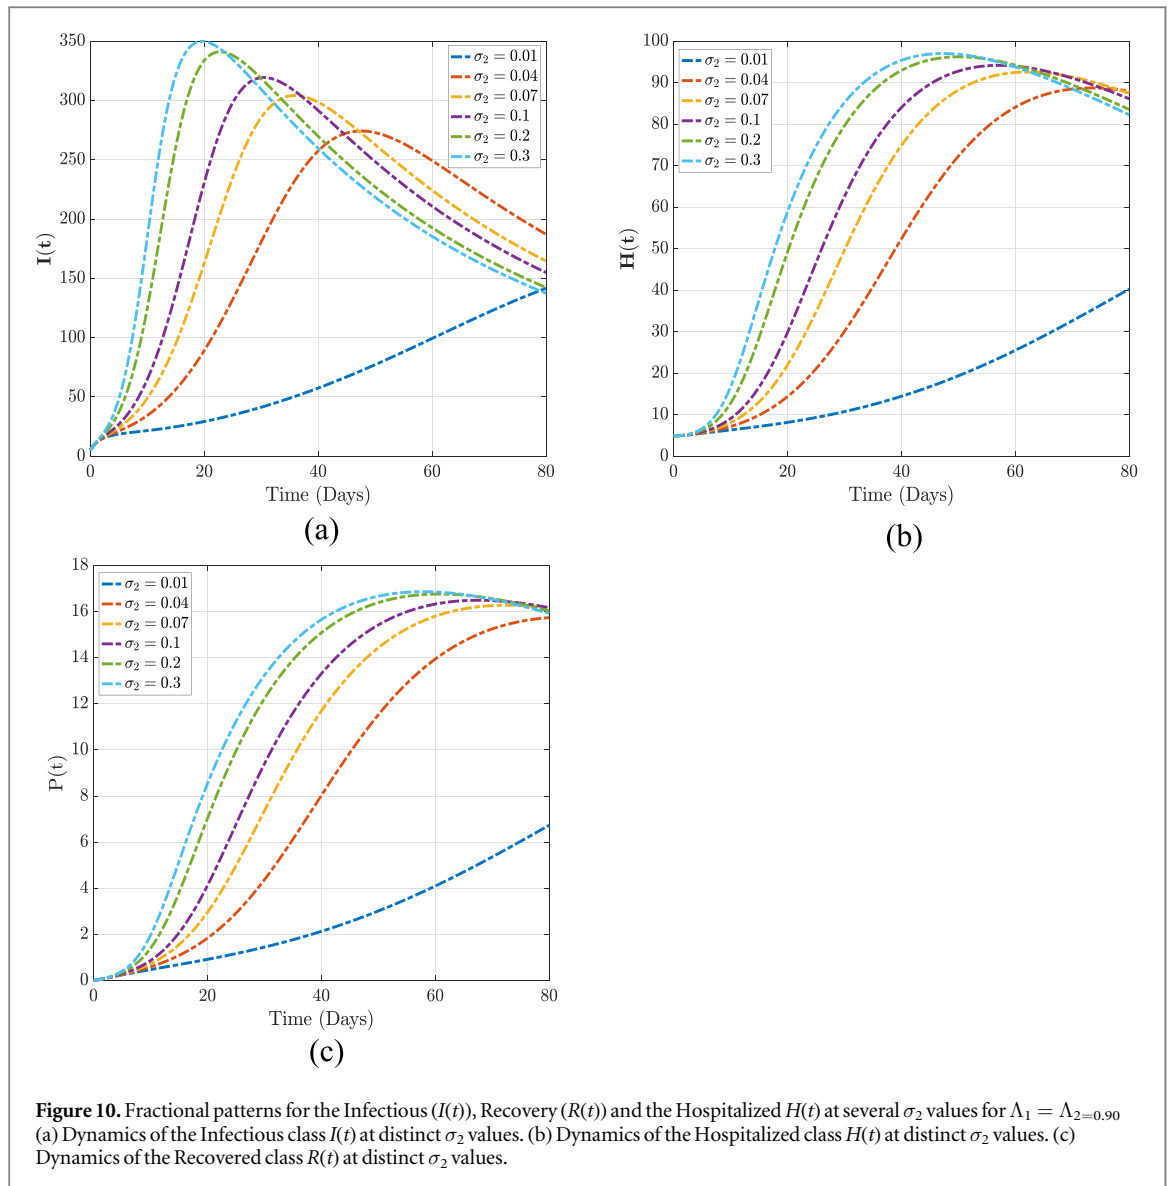 350
300
250
200
150
100
50
0
I(t)
0 20 40 60 80
Time (Days)
σ₂ = 0.01
σ₂ = 0.04
σ₂ = 0.07
σ₂ = 0.1
σ₂ = 0.2
σ₂ = 0.3
(a)
100
90
80
70
60
50
40
30
20
10
0
H(t)
0 20 40 60 80
Time (Days)
σ₂ = 0.01
σ₂ = 0.04
σ₂ = 0.07
σ₂ = 0.1
σ₂ = 0.2
σ₂ = 0.3
(b)
18
16
14
12
10
8
6
4
2
0
P(t)
0 20 40 60 80
Time (Days)
σ₂ = 0.01
σ₂ = 0.04
σ₂ = 0.07
σ₂ = 0.1
σ₂ = 0.2
σ₂ = 0.3
(c)
Figure 10. Fractional patterns for the Infectious (I(t)), Recovery (R(t)) and the Hospitalized H(t) at several σ₂ values for Λ₁ = Λ₂₌₀.₉₀
(a) Dynamics of the Infectious class I(t) at distinct σ₂ values. (b) Dynamics of the Hospitalized class H(t) at distinct σ₂ values. (c)
Dynamics of the Recovered class R(t) at distinct σ₂ values.